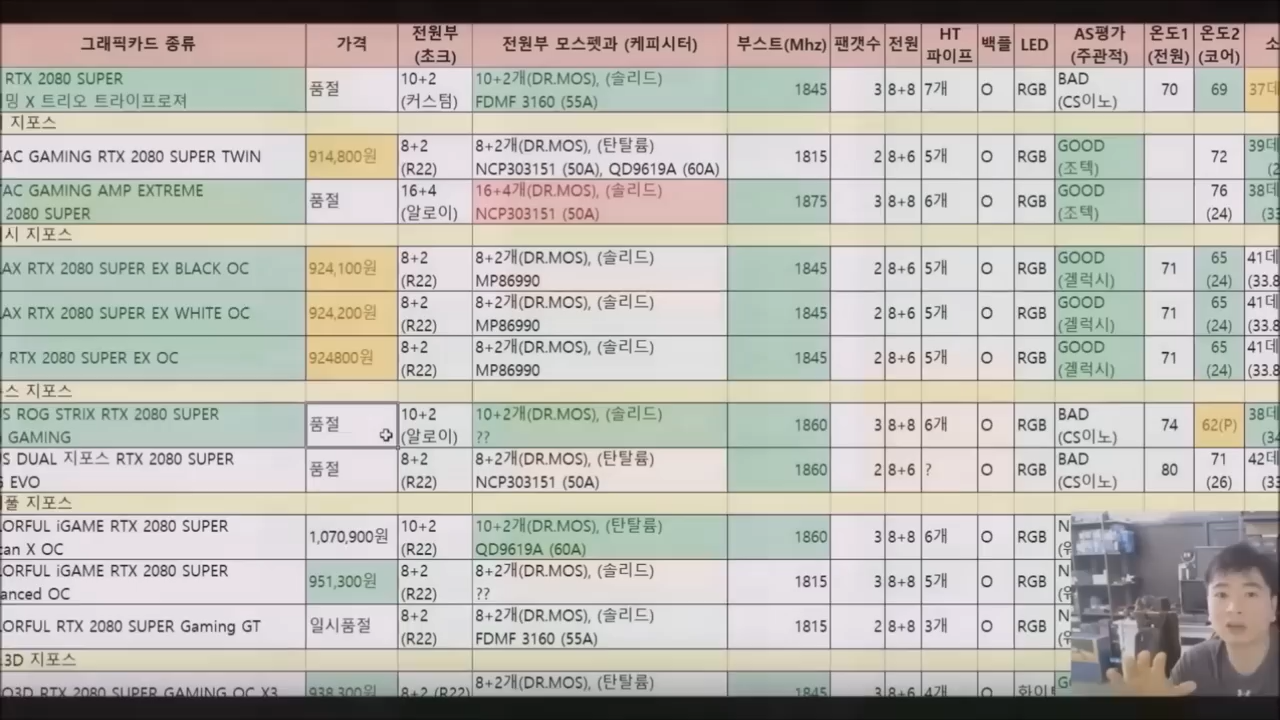 그래픽카드 종류 가격 전원부 (초크) 전원부 모스펫과 (케피시터) 부스트(Mhz) 팬갯수 전원 HT 파이프 백플 LED AS평가 (주관적) 온도1 (전원) 온도2 (코어) 소
RTX 2080 SUPER 품절 10+2 10+2개(DR.MOS), (솔리드) 1845 3 8+8 7개 O RGB BAD 70 69 37데
밍 X 트리오 트라이프로져 (커스텀) FDMF 3160 (55A) (CS이노)
지포스
TAC GAMING RTX 2080 SUPER TWIN 914,800원 8+2 8+2개(DR.MOS), (탄탈륨) 1815 2 8+6 5개 O RGB GOOD 72 39데
(R22) NCP303151 (50A), QD9619A (60A) (조텍)
TAC GAMING AMP EXTREME 품절 16+4 16+4개(DR.MOS), (솔리드) 1875 3 8+8 6개 O RGB GOOD 76 38데
2080 SUPER (알로이) NCP303151 (50A) (조텍) (24) (33
시 지포스
LAX RTX 2080 SUPER EX BLACK OC 924,100원 8+2 8+2개(DR.MOS), (솔리드) 1845 2 8+6 5개 O RGB GOOD 71 65 41데
(R22) MP86990 (겔럭시) (24) (33.8
LAX RTX 2080 SUPER EX WHITE OC 924,200원 8+2 8+2개(DR.MOS), (솔리드) 1845 2 8+6 5개 O RGB GOOD 71 65 41데
(R22) MP86990 (겔럭시) (24) (33.8
RTX 2080 SUPER EX OC 924800원 8+2 8+2개(DR.MOS), (솔리드) 1845 2 8+6 5개 O RGB GOOD 71 65 41데
(R22) MP86990 (겔럭시) (24) (33.8
스 지포스
S ROG STRIX RTX 2080 SUPER 품절 10+2 10+2개(DR.MOS), (솔리드) 1860 3 8+8 6개 O RGB BAD 74 62(P) 38데
GAMING (알로이) ?? (CS이노) (34
S DUAL 지포스 RTX 2080 SUPER 품절 8+2 8+2개(DR.MOS), (탄탈륨) 1860 2 8+6 ? O RGB BAD 80 71 42데
EVO (R22) NCP303151 (50A) (CS이노) (26) (33
풀 지포스
ORFUL iGAME RTX 2080 SUPER 1,070,900원 10+2 10+2개(DR.MOS), (탄탈륨) 1860 3 8+8 6개 O RGB N
can X OC (R22) QD9619A (60A)
ORFUL iGAME RTX 2080 SUPER 951,300원 8+2 8+2개(DR.MOS), (솔리드) 1815 3 8+8 5개 O RGB N
anced OC (R22) ??
ORFUL RTX 2080 SUPER Gaming GT 일시품절 8+2 8+2개(DR.MOS), (솔리드) 1815 2 8+8 3개 O RGB N
(R22) FDMF 3160 (55A)
3D 지포스
O3D RTX 2080 SUPER GAMING OC X3 938,300원 8+2 (R22) 8+2개(DR.MOS), (탄탈륨) 1845 3 8+6 4개 O 화이트